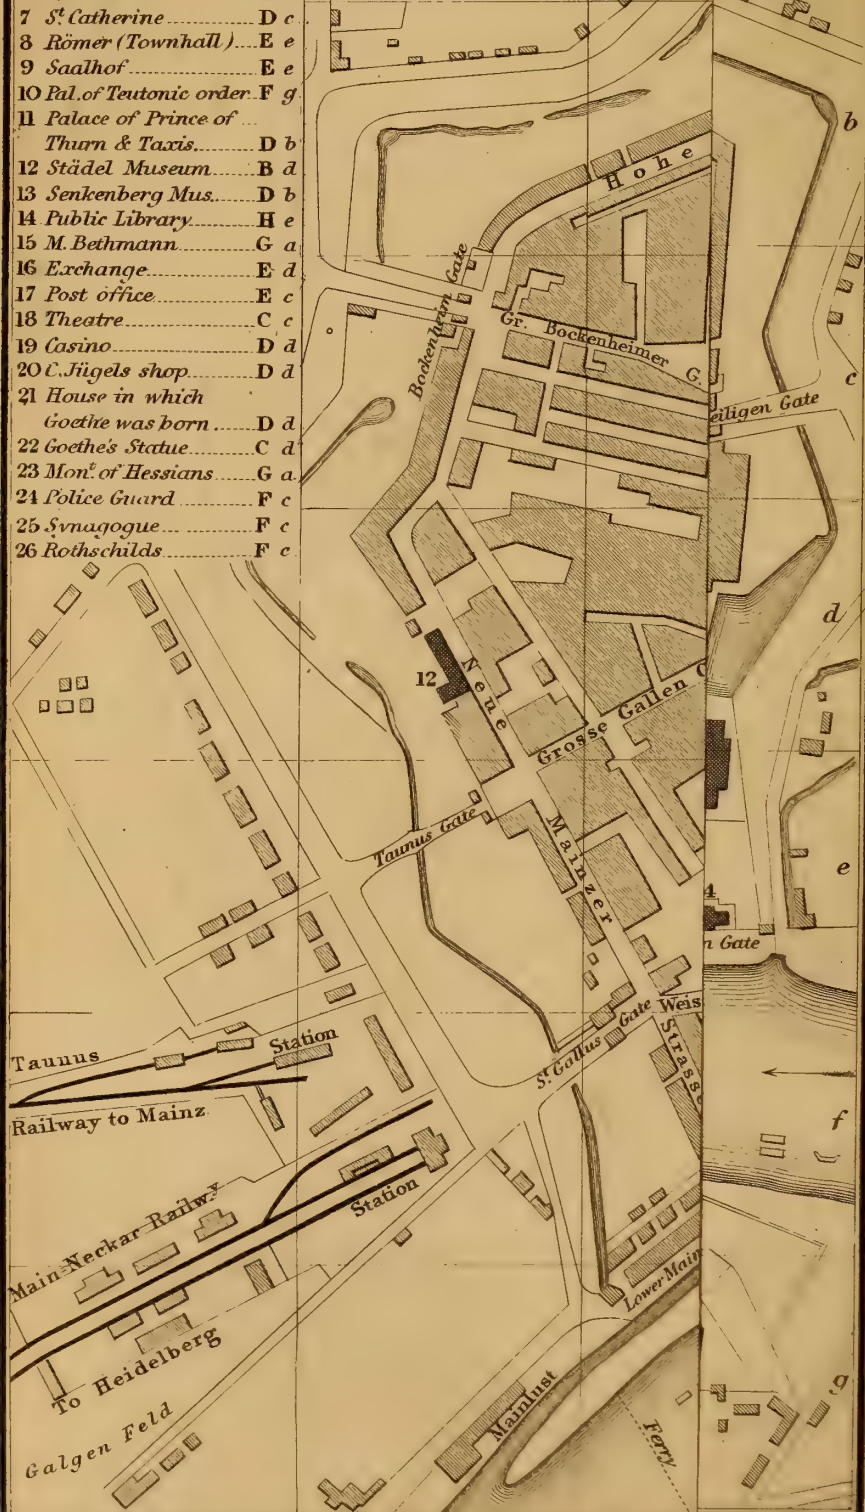 7 St. Catherine D c
8 Römer (Townhall) E e
9 Saalhof E e
10 Pal. of Teutonic order F g
11 Palace of Prince of
Thurn & Taxis D b
12 Städel Museum B d
13 Senkenberg Mus. D b
14 Public Library H e
15 M. Bethmann G a
16 Exchange E d
17 Post office E c
18 Theatre C c
19 Casino D d
20 C. Jügels shop D d
21 House in which
Goethe was born D d
22 Goethe's Statue C d
23 Mont. of Hessians G a
24 Police Guard F c
25 Synagogue F c
26 Rothschilds F c
b
Hohe
Bockenheim Gate
Gr. Bockenheimer G.
c
eiligen Gate
d
12
Neue
Grosse Gallen
Mainzer
Taunus Gate
e
4
n Gate
Weis
Strasse
St. Gallus Gate
Taunus
Station
Railway to Mainz
f
Main-Neckar Railwy
Station
Lower Main
To Heidelberg
Galgen Feld
Mainlust
Ferry
g